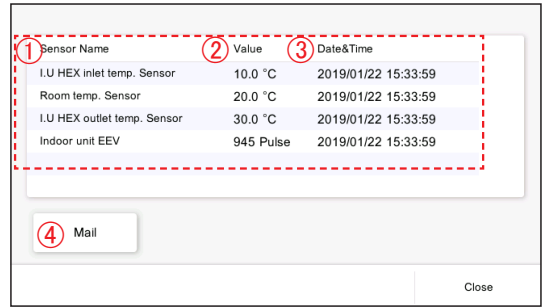 ① Sensor Name ② Value ③ Date&Time
I.U HEX inlet temp. Sensor 10.0 °C 2019/01/22 15:33:59
Room temp. Sensor 20.0 °C 2019/01/22 15:33:59
I.U HEX outlet temp. Sensor 30.0 °C 2019/01/22 15:33:59
Indoor unit EEV 945 Pulse 2019/01/22 15:33:59
④ Mail
Close